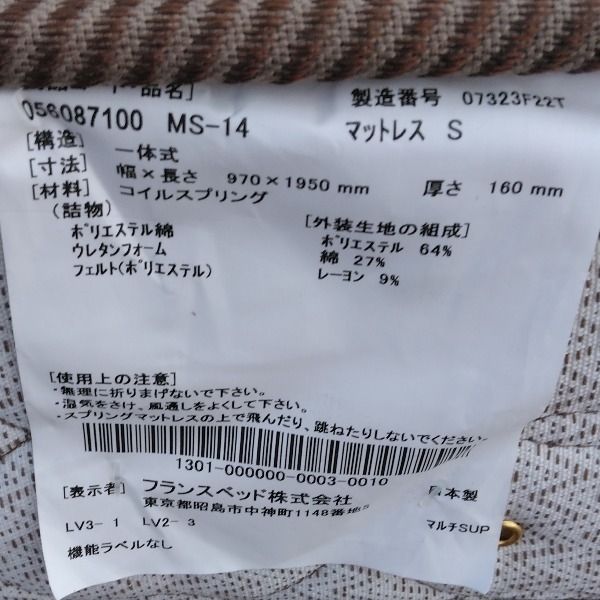 056087100 MS-14
製造番号 07323F22T
マットレス S
[構造] 一体式
[寸法] 幅×長さ 970×1950 mm 厚さ 160 mm
[材料] コイルスプリング
(詰物)
ポリエステル綿
ウレタンフォーム
フェルト(ポリエステル)
[外装生地の組成]
ポリエステル 64%
綿 27%
レーヨン 9%
[使用上の注意]
・無理に折りまげないで下さい。
・湿気をさけ、風通しをよくして下さい。
・スプリングマットレスの上で飛んだり、跳ねたりしないでください。
1301-000000-0003-0010
[表示者] フランスベッド株式会社 日本製
東京都昭島市中神町1148番地5
LV3- 1 LV2- 3 マルチSUP
機能ラベルなし